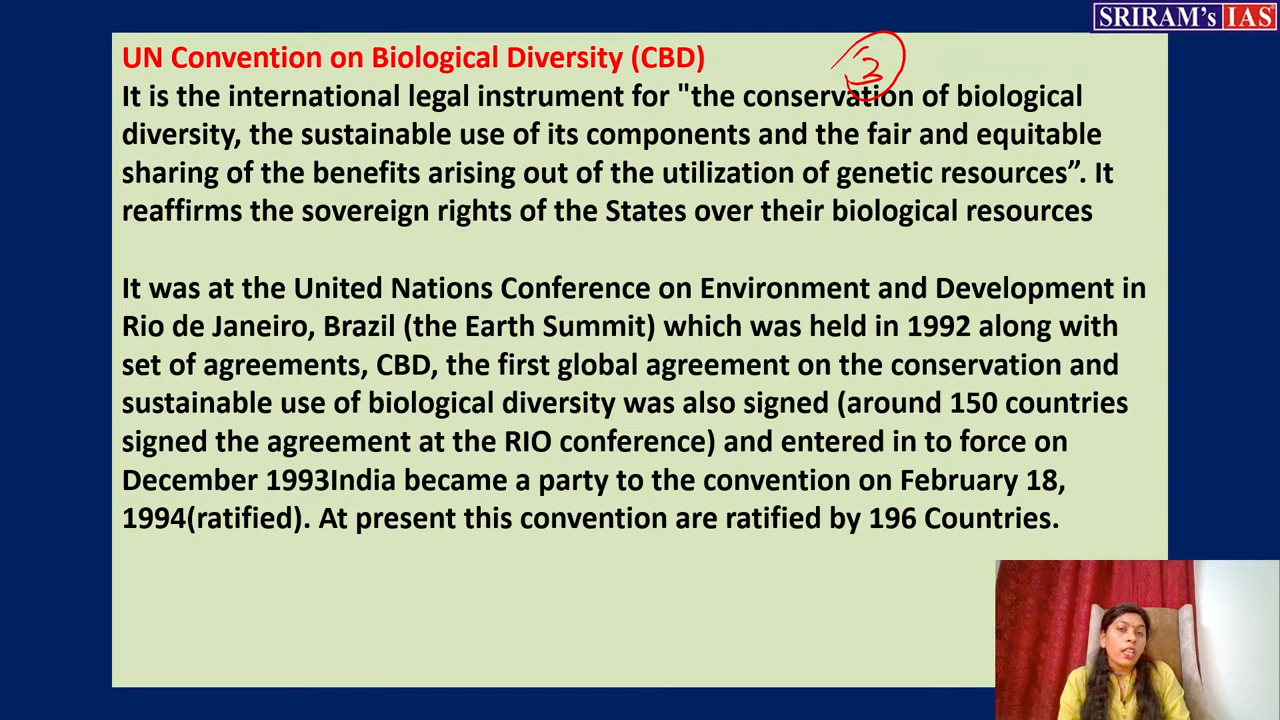 SRIRAM's IAS
UN Convention on Biological Diversity (CBD)
3
It is the international legal instrument for "the conservation of biological
diversity, the sustainable use of its components and the fair and equitable
sharing of the benefits arising out of the utilization of genetic resources”. It
reaffirms the sovereign rights of the States over their biological resources
It was at the United Nations Conference on Environment and Development in
Rio de Janeiro, Brazil (the Earth Summit) which was held in 1992 along with
set of agreements, CBD, the first global agreement on the conservation and
sustainable use of biological diversity was also signed (around 150 countries
signed the agreement at the RIO conference) and entered in to force on
December 1993India became a party to the convention on February 18,
1994(ratified). At present this convention are ratified by 196 Countries.